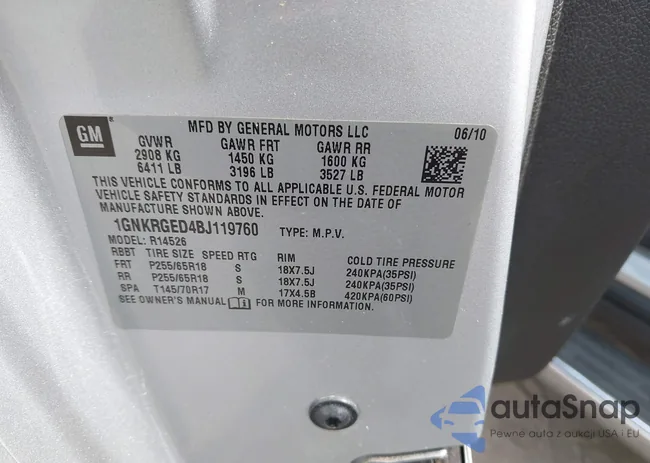 GM
MFD BY GENERAL MOTORS LLC 06/10
GVWR GAWR FRT GAWR RR
2908 KG 1450 KG 1600 KG
6411 LB 3196 LB 3527 LB
THIS VEHICLE CONFORMS TO ALL APPLICABLE U.S. FEDERAL MOTOR
VEHICLE SAFETY STANDARDS IN EFFECT ON THE DATE OF
MANUFACTURE SHOWN ABOVE.
1GNKRGED4BJ119760 TYPE: M.P.V.
MODEL: R14526
RBBT TIRE SIZE SPEED RTG RIM COLD TIRE PRESSURE
FRT P255/65R18 S 18X7.5J 240KPA(35PSI)
RR P255/65R18 S 18X7.5J 240KPA(35PSI)
SPA T145/70R17 M 17X4.5B 420KPA(60PSI)
SEE OWNER'S MANUAL FOR MORE INFORMATION.
autaSnap
Pewne auta z aukcji USA i EU